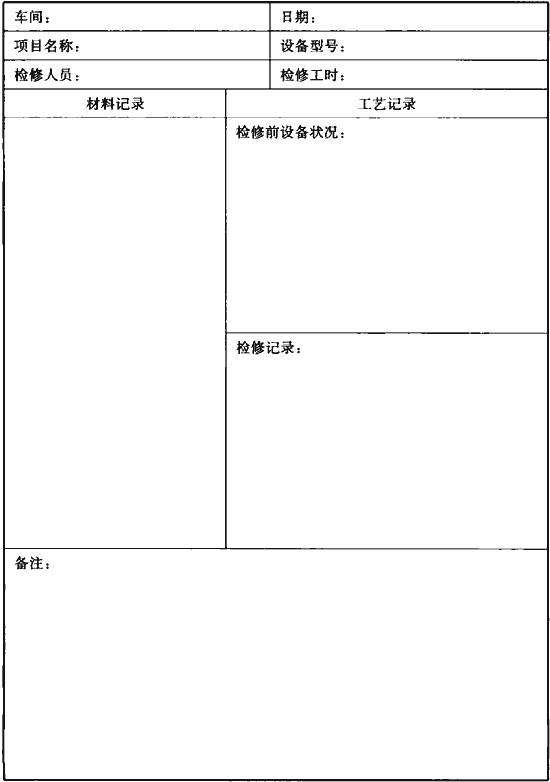 车间：
日期：
项目名称：
设备型号：
检修人员：
检修工时：
材料记录
工艺记录
检修前设备状况：
检修记录：
备注：